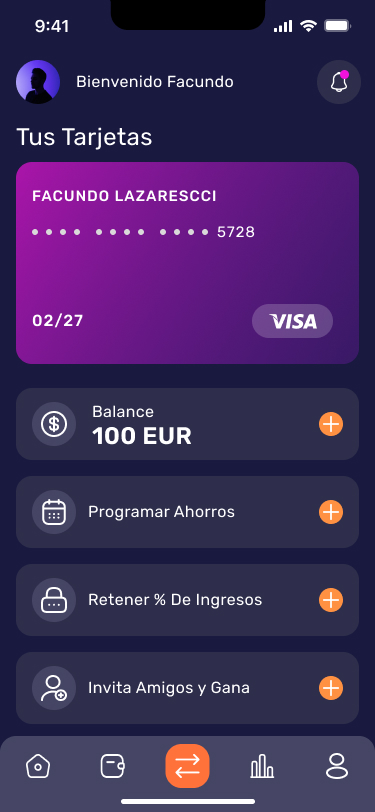 9:41
Bienvenido Facundo
Tus Tarjetas
FACUNDO LAZARESCCI
•••• •••• •••• 5728
02/27
VISA
Balance
100 EUR
Programar Ahorros
Retener % De Ingresos
Invita Amigos y Gana